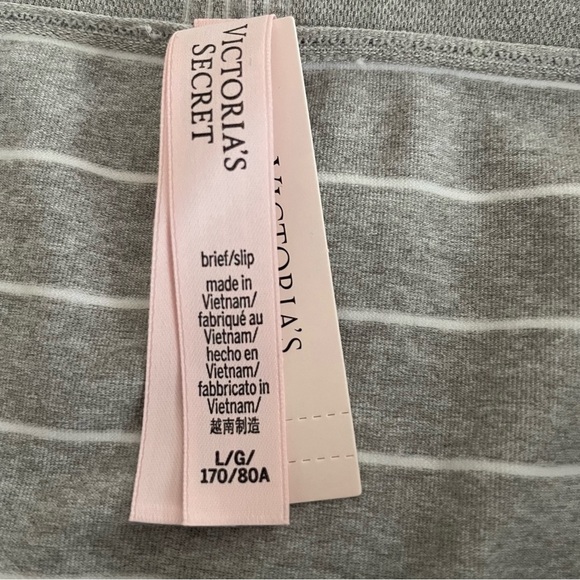 VICTORIA'S
SECRET
brief/slip
made in
Vietnam/
fabriqué au
Vietnam/
hecho en
Vietnam/
fabbricato in
Vietnam/
越南制造
L/G/
170/80A
VICTORIA'S